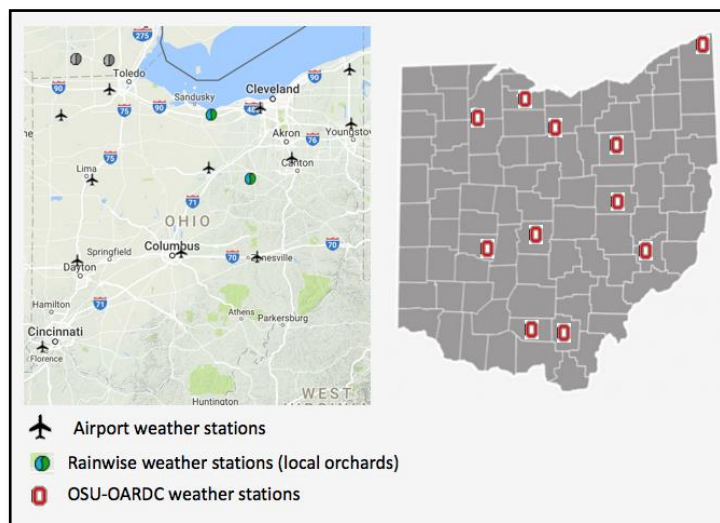 275
Toledo
90
90
Cleveland
Sandusky
90
75
Akron
Youngstow
76
Canton
75
Lima
71
OHIO
Columbus
Springfield
70
70
Dayton
71
Hamilton
Athens
Parkersburg
Cincinnati
Florence
WEST
Huntington
Airport weather stations
Rainwise weather stations (local orchards)
OSU-OARDC weather stations